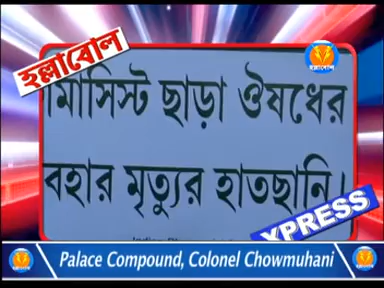 হল্লাবোল
মাসিস্ট ছাড়া ঔষধের
বহার মৃত্যুর হাতছানি।
XPRESS
Palace Compound, Colonel Chowmuhani